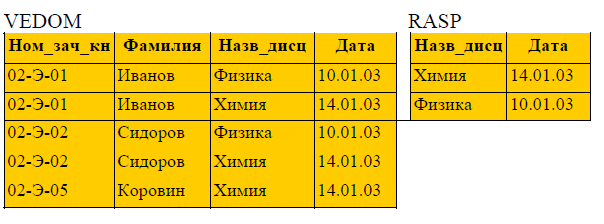 VEDOM RASP
Ном_зач_кн Фамилия Назв_дисц Дата Назв_дисц Дата
02-Э-01 Иванов Физика 10.01.03 Химия 14.01.03
02-Э-01 Иванов Химия 14.01.03 Физика 10.01.03
02-Э-02 Сидоров Физика 10.01.03
02-Э-02 Сидоров Химия 14.01.03
02-Э-05 Коровин Химия 14.01.03